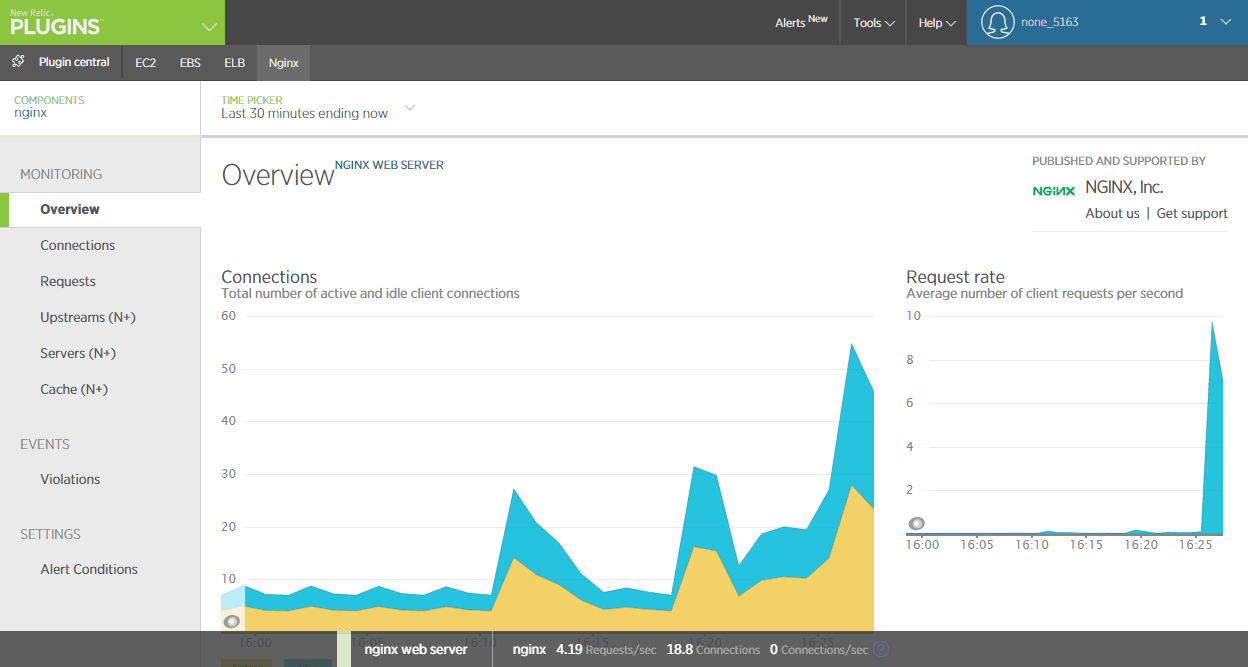 New Relic®
PLUGINS™
Alerts New
Tools
Help
none_5163
1
Plugin central
EC2
EBS
ELB
Nginx
COMPONENTS
nginx
TIME PICKER
Last 30 minutes ending now
MONITORING
Overview
Connections
Requests
Upstreams (N+)
Servers (N+)
Cache (N+)
EVENTS
Violations
SETTINGS
Alert Conditions
Overview NGINX WEB SERVER
PUBLISHED AND SUPPORTED BY
NGINX NGINX, Inc.
About us | Get support
Connections
Total number of active and idle client connections
60
50
40
30
20
10
16:00 16:05 16:10 16:15 16:20 16:25
Request rate
Average number of client requests per second
10
8
6
4
2
16:00 16:05 16:10 16:15 16:20 16:25
nginx web server
nginx 4.19 Requests/sec 18.8 Connections 0 Connections/sec ?